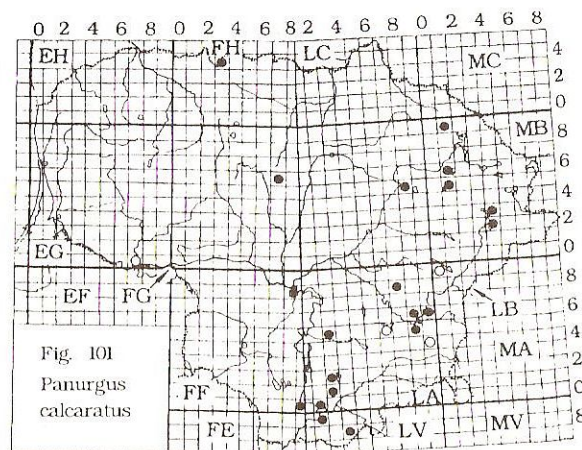 0 2 4 6 8 0 2 4 6 8 0 2 4 6 8 0 2 4 6 8
EH FH LC MC
4
2
0
MB
8
6
4
2
EG
0
EF FG
8
LB
6
MA
4
Fig. 101
Panurgus
calcaratus
2
FF LA
0
FE LV MV
8